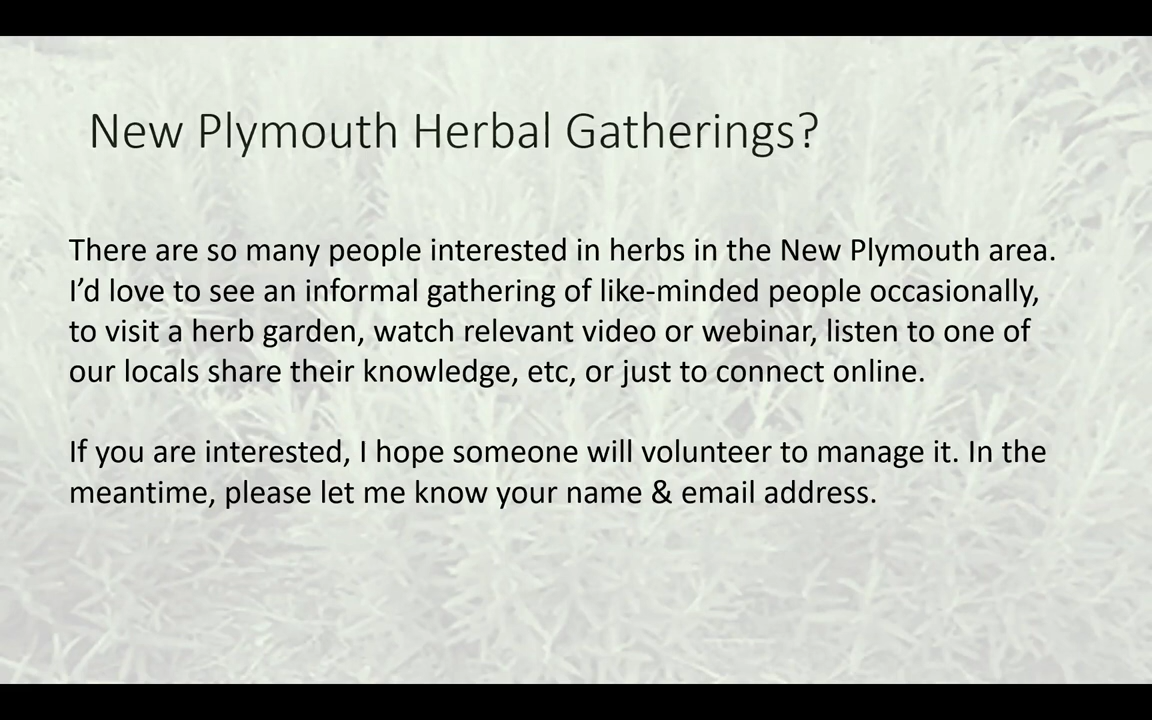 New Plymouth Herbal Gatherings?
There are so many people interested in herbs in the New Plymouth area.
I’d love to see an informal gathering of like-minded people occasionally,
to visit a herb garden, watch relevant video or webinar, listen to one of
our locals share their knowledge, etc, or just to connect online.
If you are interested, I hope someone will volunteer to manage it. In the
meantime, please let me know your name & email address.